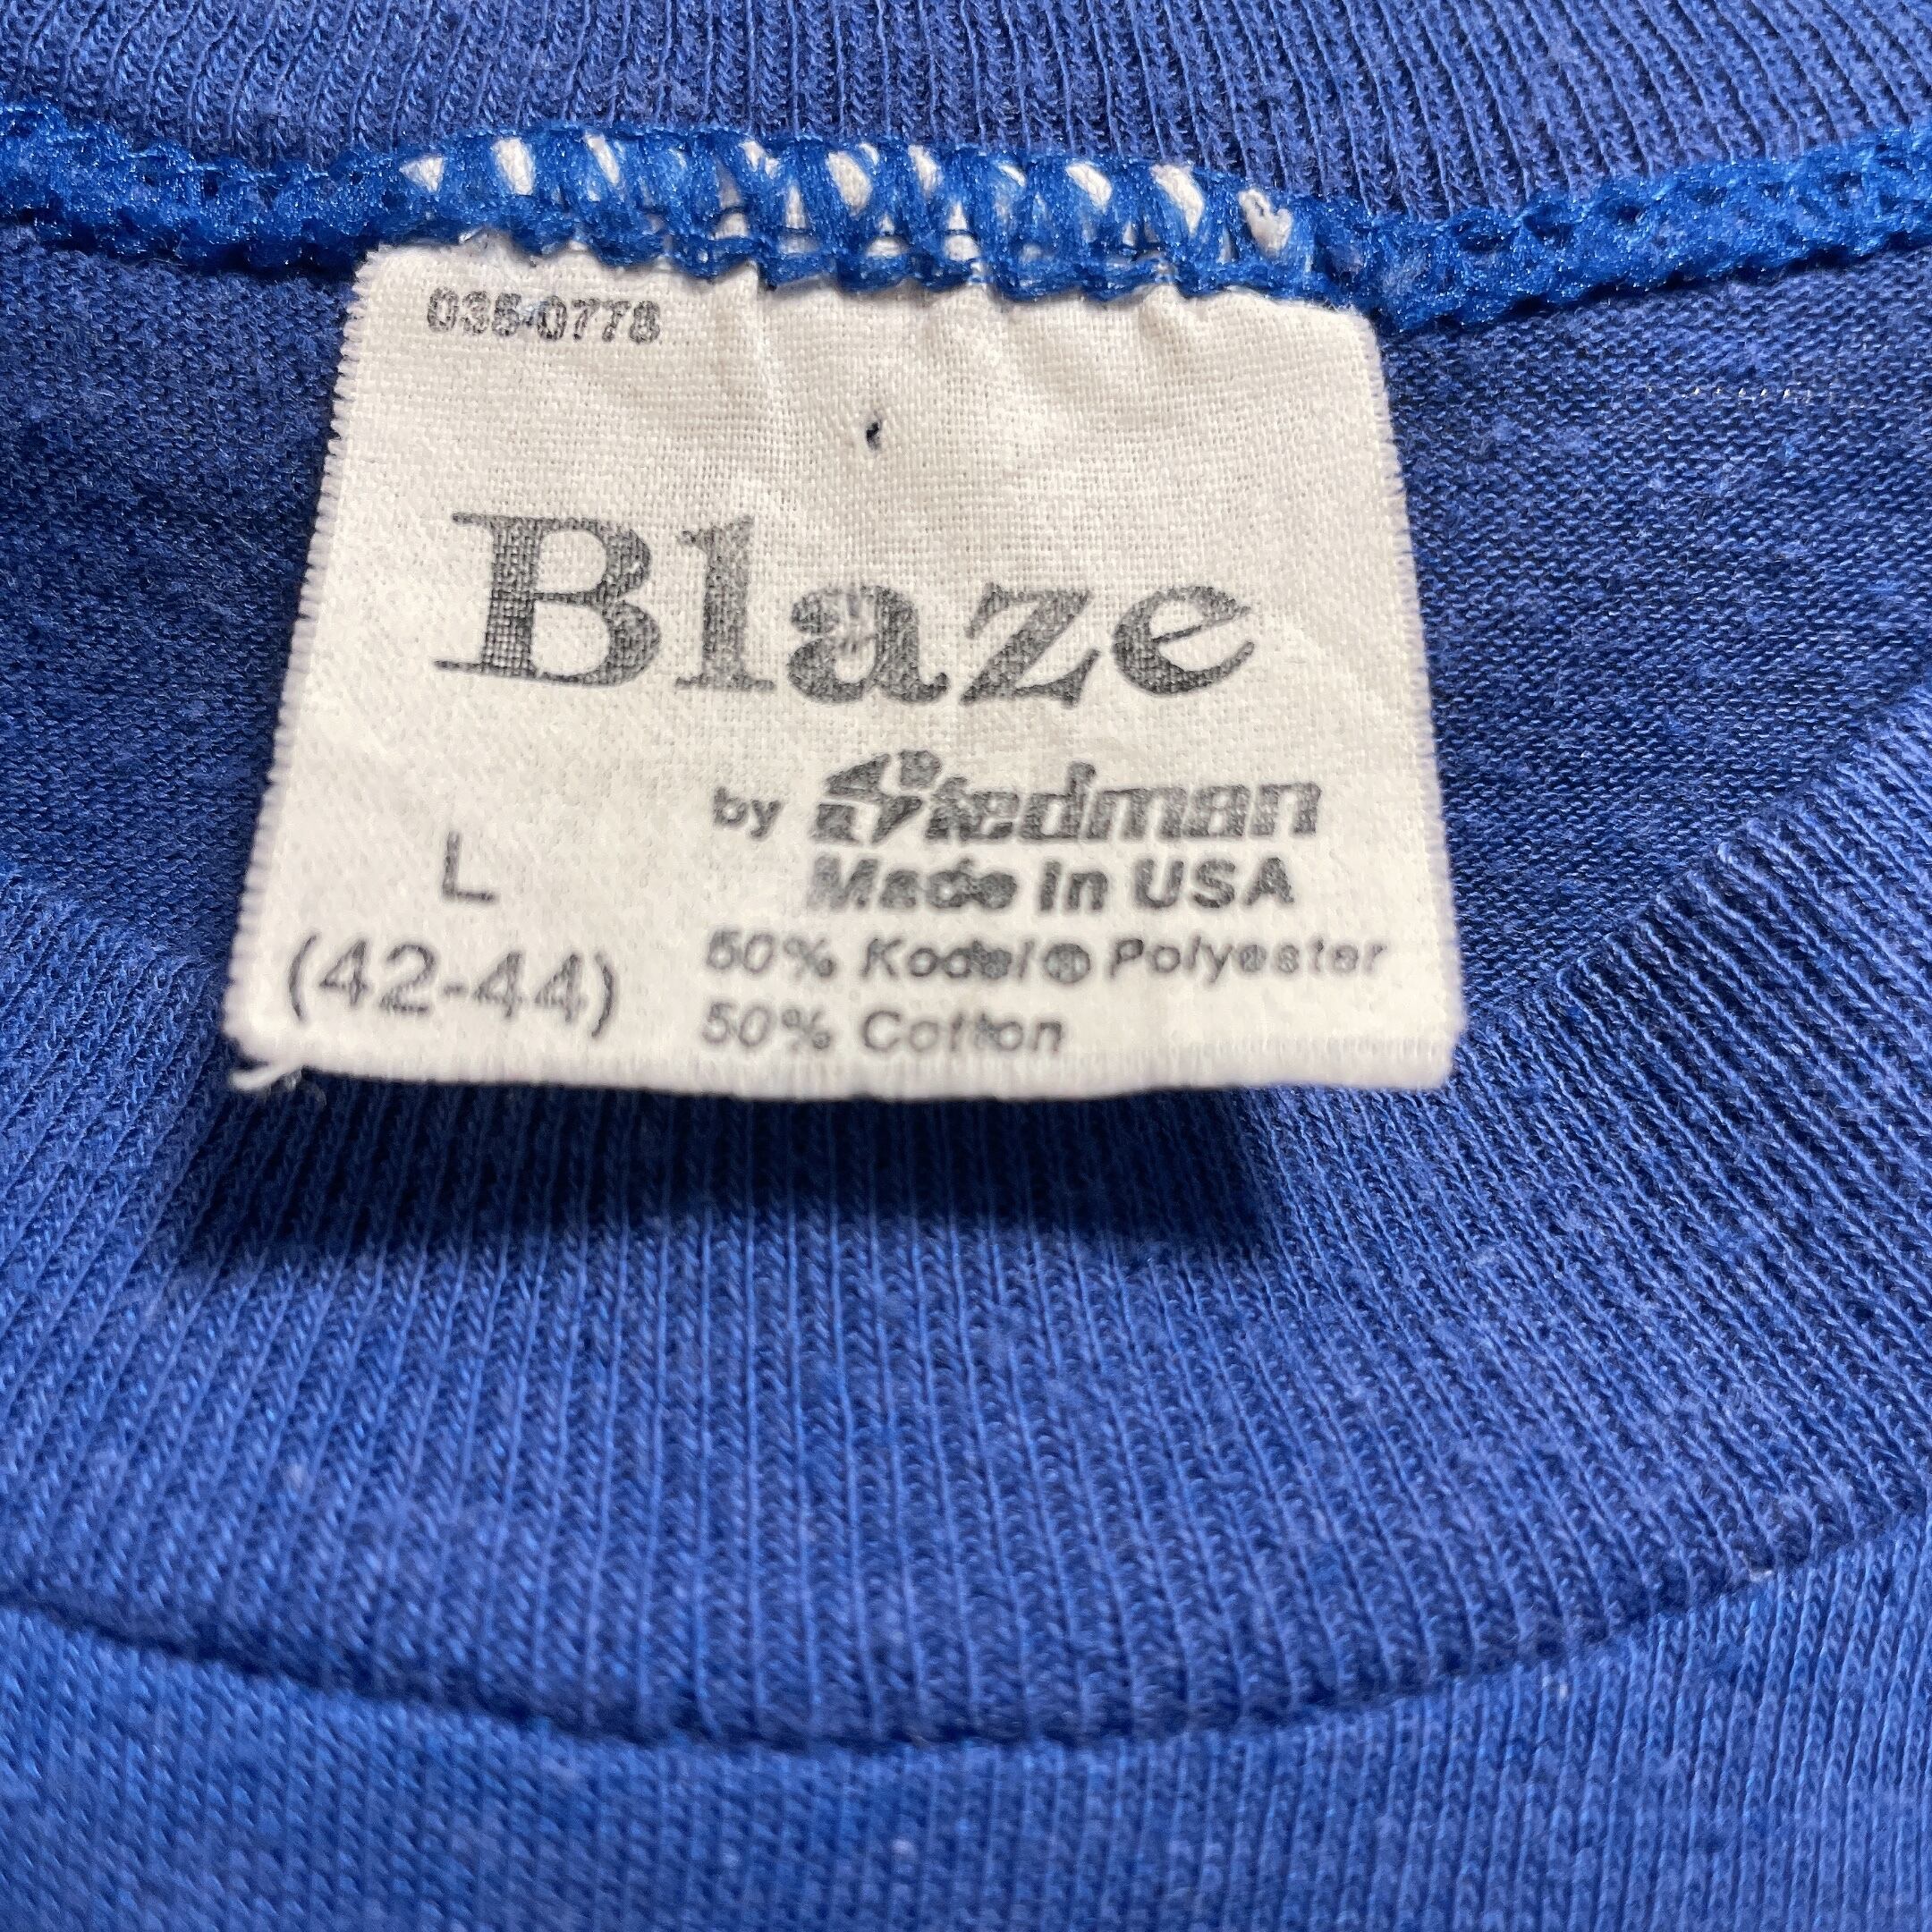 035-0778
Blaze
by Stedman
Made In USA
L
(42-44)
50% Kodel® Polyester
50% Cotton